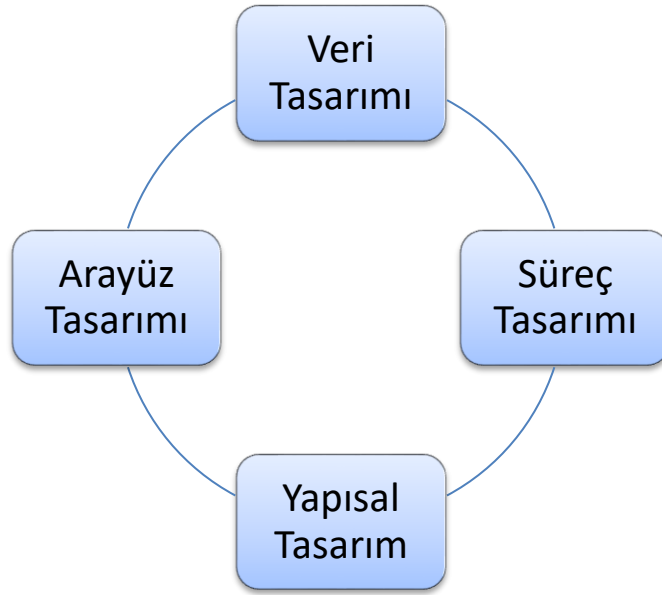 Veri
Tasarımı
Arayüz
Tasarımı
Süreç
Tasarımı
Yapısal
Tasarım